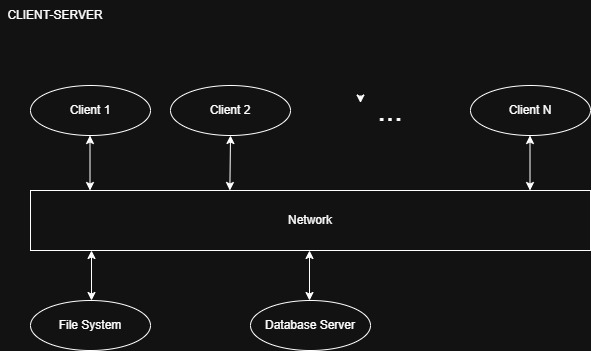 CLIENT-SERVER
Client 1
Client 2
...
Client N
Network
File System
Database Server